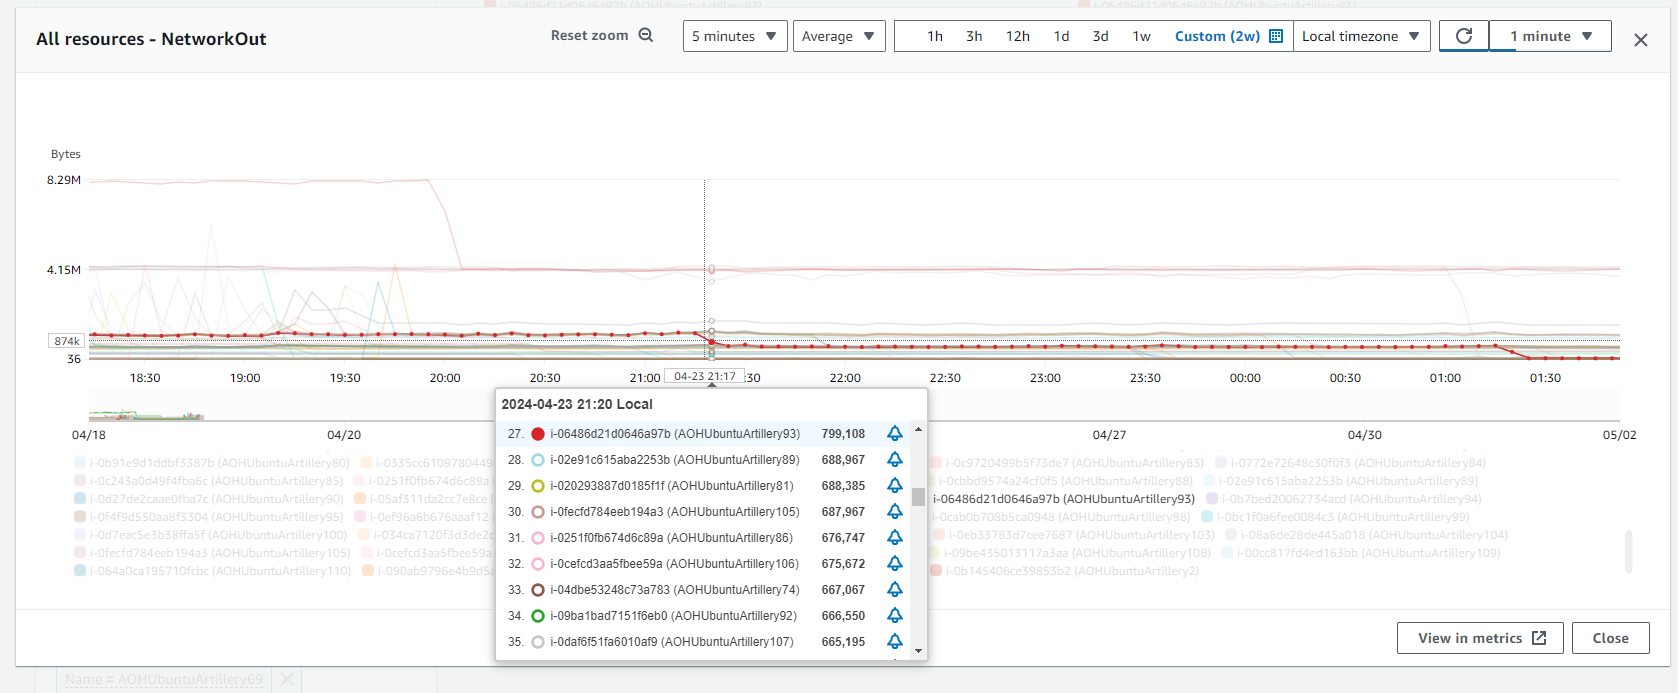 i-06486d21d0646a97b (AOHUbuntuArtillery93) i-06486d21d0646a97b (AOHUbuntuArtillery93)
All resources - NetworkOut Reset zoom 5 minutes Average 1h 3h 12h 1d 3d 1w Custom (2w) Local timezone 1 minute
Bytes
8.29M
4.15M
874k
36
18:30 19:00 19:30 20:00 20:30 21:00 04-23 21:17 :30 22:00 22:30 23:00 23:30 00:00 00:30 01:00 01:30
2024-04-23 21:20 Local
27. i-06486d21d0646a97b (AOHUbuntuArtillery93) 799,108
28. i-02e91c615aba2253b (AOHUbuntuArtillery89) 688,967
29. i-020293887d0185f1f (AOHUbuntuArtillery81) 688,385
30. i-0fecfd784eeb194a3 (AOHUbuntuArtillery105) 687,967
31. i-0251f0fb674d6c89a (AOHUbuntuArtillery86) 676,747
32. i-0cefcd3aa5fbee59a (AOHUbuntuArtillery106) 675,672
33. i-04dbe53248c73a783 (AOHUbuntuArtillery74) 667,067
34. i-09ba1bad7151f6eb0 (AOHUbuntuArtillery92) 666,550
35. i-0daf6f51fa6010af9 (AOHUbuntuArtillery107) 665,195
04/18 04/20 04/27 04/30 05/02
i-0b91e9d1ddbf3387b (AOHUbuntuArtillery80) i-0335cc6109780449 i-0c9720499b5f73de7 (AOHUbuntuArtillery83) i-0772e72648c30f0f3 (AOHUbuntuArtillery84)
i-0c243a0d49f4fba6c (AOHUbuntuArtillery85) i-0251f0fb674d6c89a i-0cbbd9574a24cf0f5 (AOHUbuntuArtillery88) i-02e91c615aba2253b (AOHUbuntuArtillery89)
i-0d27de2caae0fba7c (AOHUbuntuArtillery90) i-05af311da2cc7e8ce i-06486d21d0646a97b (AOHUbuntuArtillery93) i-0b7bed20062734acd (AOHUbuntuArtillery94)
i-0f4f9d550aa8f3304 (AOHUbuntuArtillery95) i-0ef96a6b676aaaf12 i-0cab0b708b5ca0948 (AOHUbuntuArtillery98) i-0bc1f0a6fee0084c3 (AOHUbuntuArtillery99)
i-0d7eac5e3b38ffa5f (AOHUbuntuArtillery100) i-034ca7120f3d3de2c i-0eb33783d7cee7687 (AOHUbuntuArtillery103) i-08a6de28de445a018 (AOHUbuntuArtillery104)
i-0fecfd784eeb194a3 (AOHUbuntuArtillery105) i-0cefcd3aa5fbee59a i-09be435013117a3aa (AOHUbuntuArtillery108) i-00cc817fd4ed163bb (AOHUbuntuArtillery109)
i-064a0ca195710fcbc (AOHUbuntuArtillery110) i-090ab9796e4b9d5a i-0b145406ce39853b2 (AOHUbuntuArtillery2)
View in metrics Close
Name = AOHUbuntuArtillery69